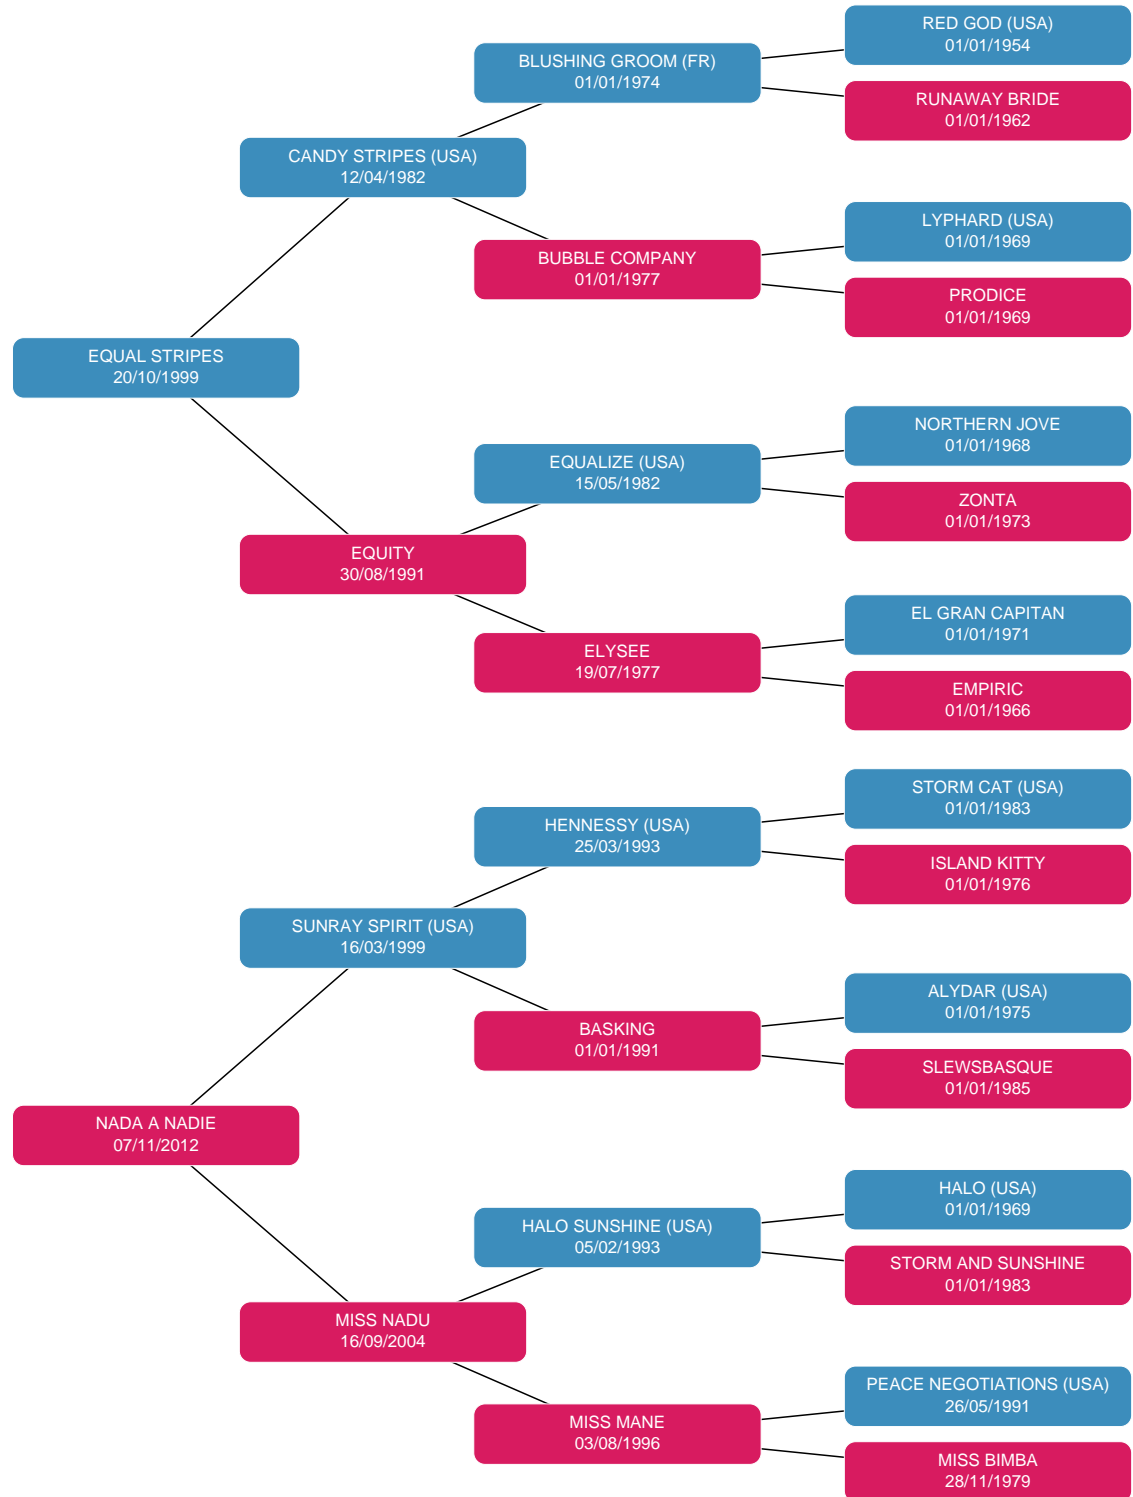 RED GOD (USA)
01/01/1954
BLUSHING GROOM (FR)
01/01/1974
RUNAWAY BRIDE
01/01/1962
CANDY STRIPES (USA)
12/04/1982
LYPHARD (USA)
01/01/1969
BUBBLE COMPANY
01/01/1977
PRODICE
01/01/1969
EQUAL STRIPES
20/10/1999
NORTHERN JOVE
01/01/1968
EQUALIZE (USA)
15/05/1982
ZONTA
01/01/1973
EQUITY
30/08/1991
EL GRAN CAPITAN
01/01/1971
ELYSEE
19/07/1977
EMPIRIC
01/01/1966
STORM CAT (USA)
01/01/1983
HENNESSY (USA)
25/03/1993
ISLAND KITTY
01/01/1976
SUNRAY SPIRIT (USA)
16/03/1999
ALYDAR (USA)
01/01/1975
BASKING
01/01/1991
SLEWSBASQUE
01/01/1985
NADA A NADIE
07/11/2012
HALO (USA)
01/01/1969
HALO SUNSHINE (USA)
05/02/1993
STORM AND SUNSHINE
01/01/1983
MISS NADU
16/09/2004
PEACE NEGOTIATIONS (USA)
26/05/1991
MISS MANE
03/08/1996
MISS BIMBA
28/11/1979